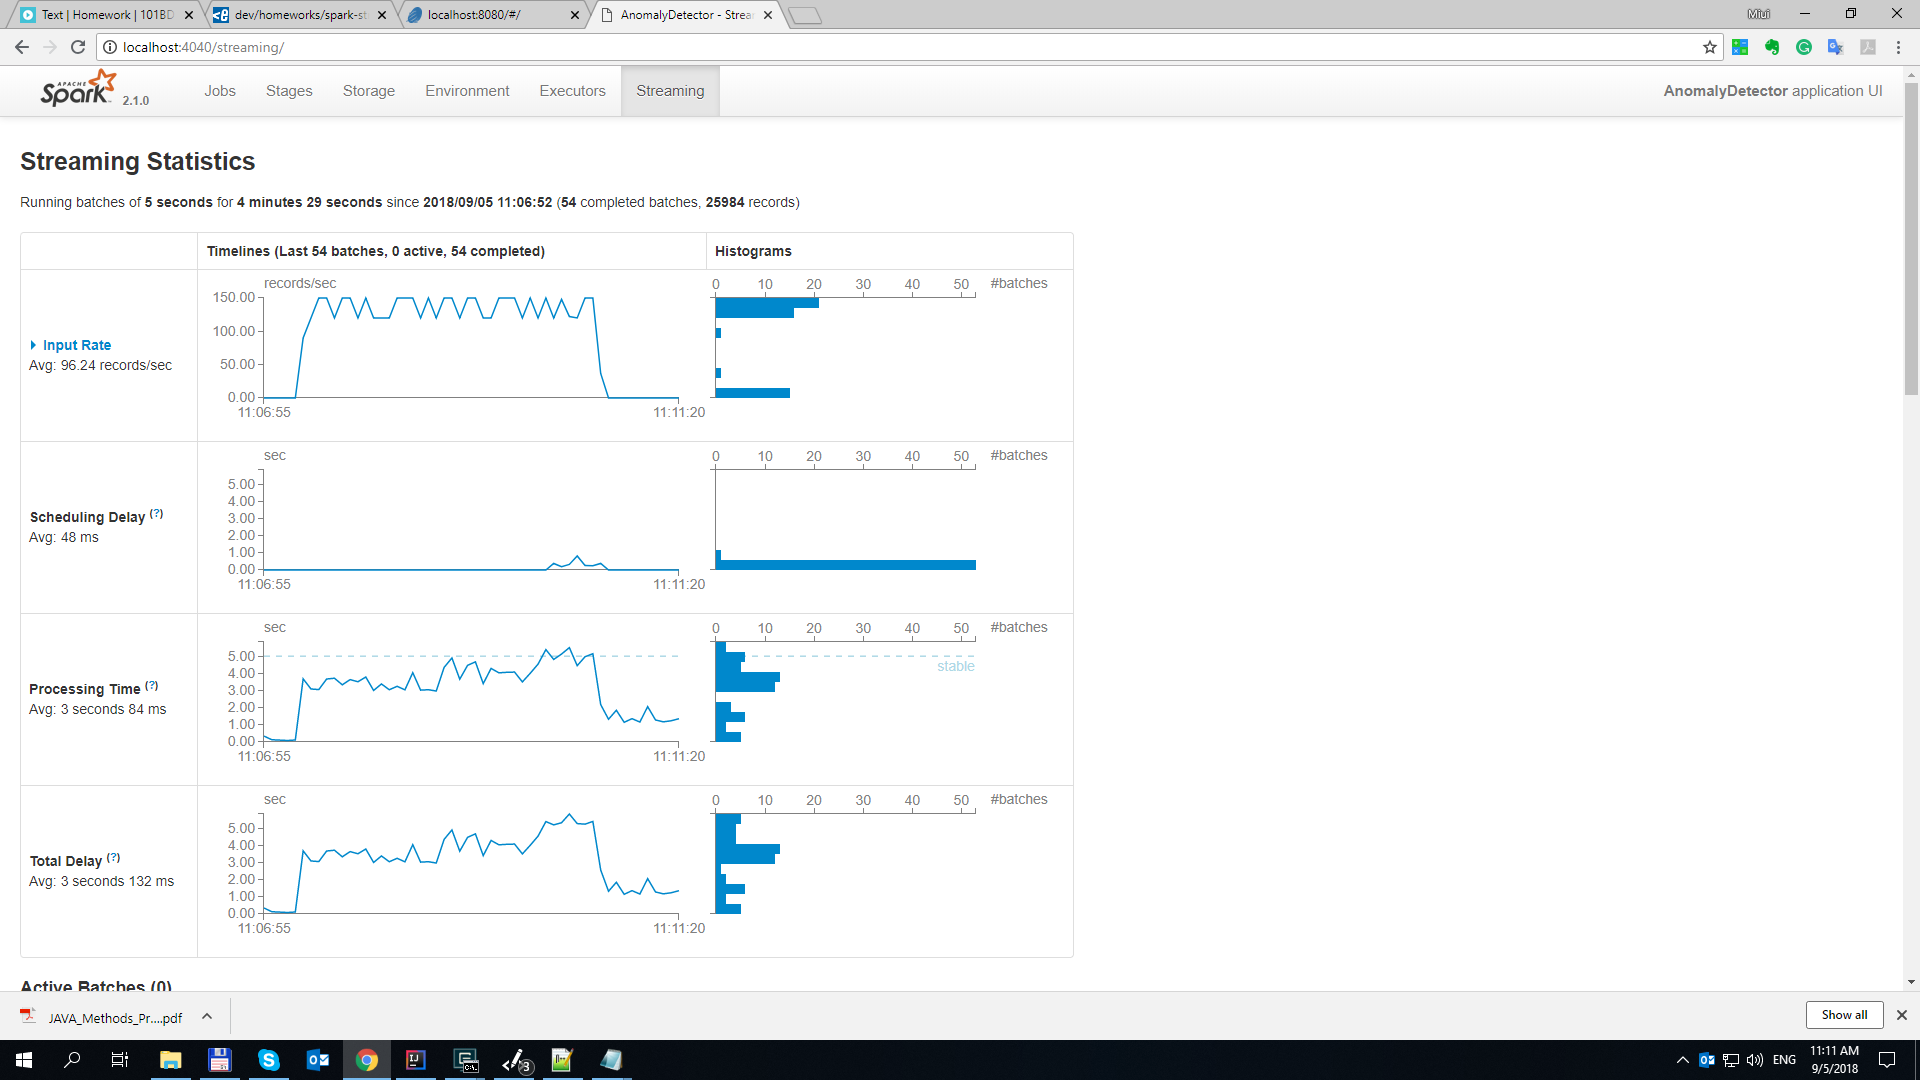 Text | Homework | 101BD
dev/homeworks/spark-st
localhost:8080/#/
AnomalyDetector - Strea
Miui
localhost:4040/streaming/
APACHE
Spark 2.1.0
Jobs
Stages
Storage
Environment
Executors
Streaming
AnomalyDetector application UI
Streaming Statistics
Running batches of 5 seconds for 4 minutes 29 seconds since 2018/09/05 11:06:52 (54 completed batches, 25984 records)
Timelines (Last 54 batches, 0 active, 54 completed)
Histograms
Input Rate
Avg: 96.24 records/sec
records/sec
150.00
100.00
50.00
0.00
11:06:55
11:11:20
0 10 20 30 40 50 #batches
Scheduling Delay (?)
Avg: 48 ms
sec
5.00
4.00
3.00
2.00
1.00
0.00
11:06:55
11:11:20
0 10 20 30 40 50 #batches
Processing Time (?)
Avg: 3 seconds 84 ms
sec
5.00
4.00
3.00
2.00
1.00
0.00
11:06:55
11:11:20
0 10 20 30 40 50 #batches
stable
Total Delay (?)
Avg: 3 seconds 132 ms
sec
5.00
4.00
3.00
2.00
1.00
0.00
11:06:55
11:11:20
0 10 20 30 40 50 #batches
Active Batches (0)
JAVA_Methods_Pr....pdf
Show all
3
ENG
11:11 AM
9/5/2018